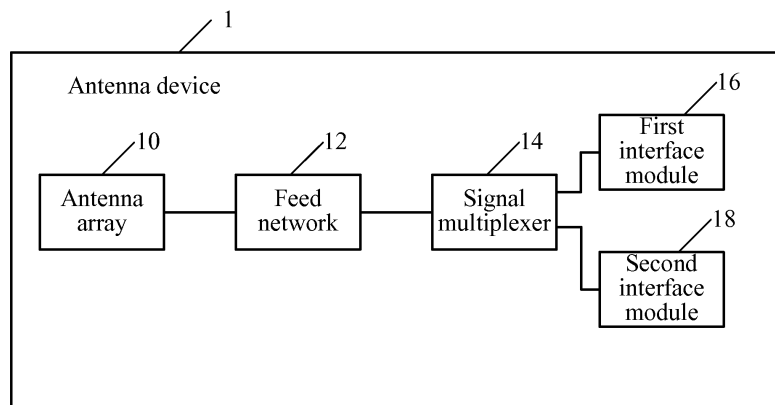 1
Antenna device
16
10
12
14
First
interface
module
Antenna
array
Feed
network
Signal
multiplexer
18
Second
interface
module